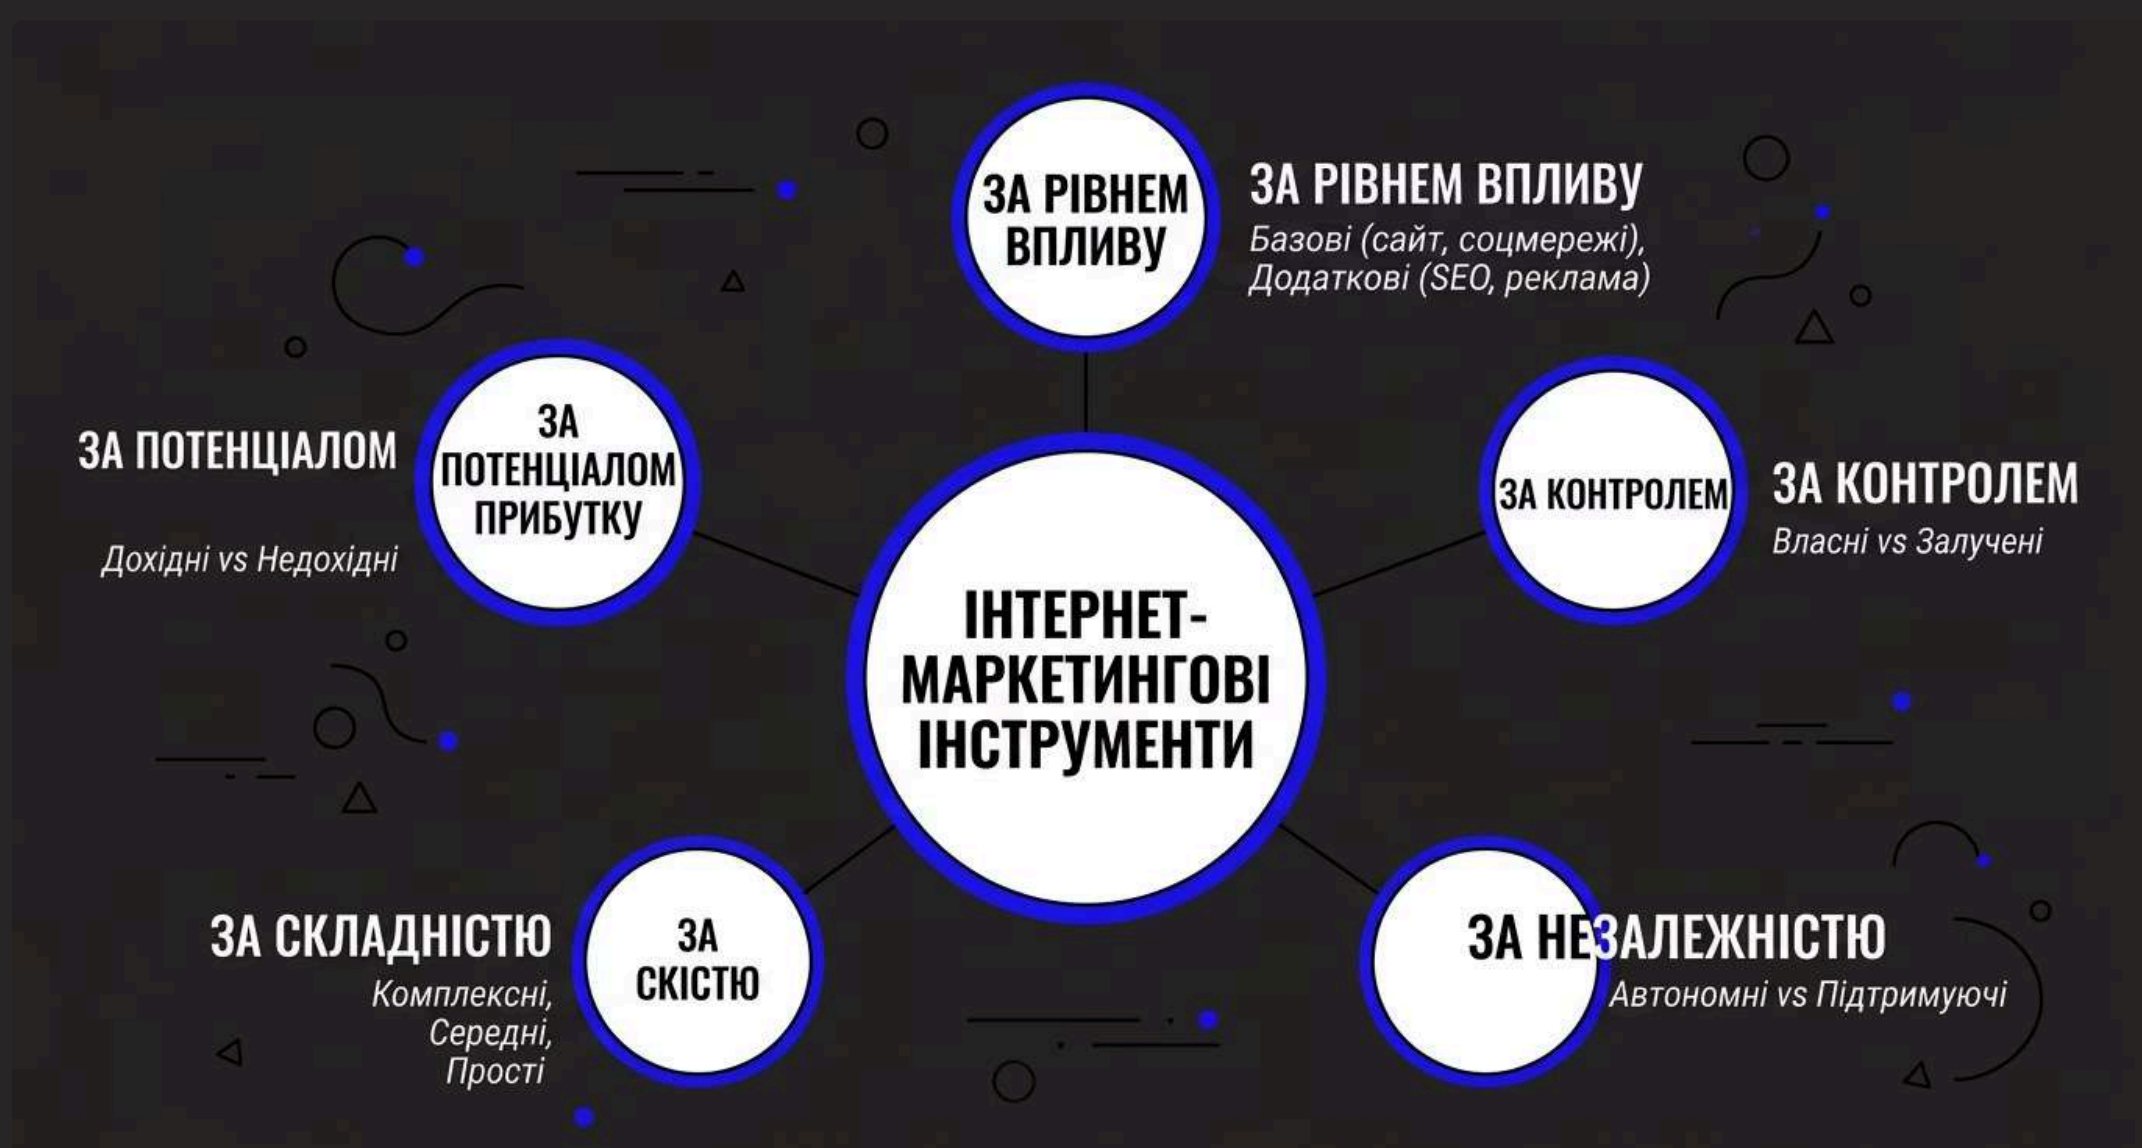 ЗА РІВНЕМ
ВПЛИВУ
ЗА РІВНЕМ ВПЛИВУ
Базові (сайт, соцмережі),
Додаткові (SEO, реклама)
ЗА ПОТЕНЦІАЛОМ
Дохідні vs Недохідні
ЗА
ПОТЕНЦІАЛОМ
ПРИБУТКУ
ЗА КОНТРОЛЕМ
ЗА КОНТРОЛЕМ
Власні vs Залучені
ІНТЕРНЕТ-
МАРКЕТИНГОВІ
ІНСТРУМЕНТИ
ЗА СКЛАДНІСТЮ
Комплексні,
Середні,
Прості
ЗА
СКІСТЮ
ЗА НЕЗАЛЕЖНІСТЮ
Автономні vs Підтримуючі